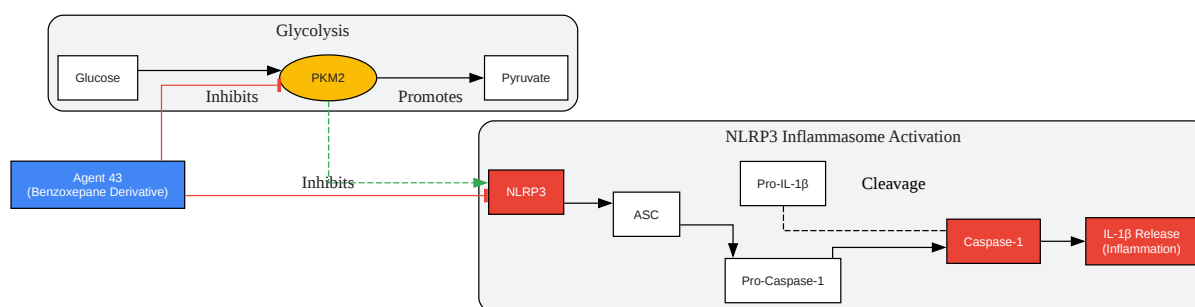 Glycolysis
Glucose
PKM2
Pyruvate
Inhibits
Promotes
NLRP3 Inflammasome Activation
Agent 43
(Benzoxepane Derivative)
Inhibits
NLRP3
ASC
Pro-IL-1β
Cleavage
Pro-Caspase-1
Caspase-1
IL-1β Release
(Inflammation)